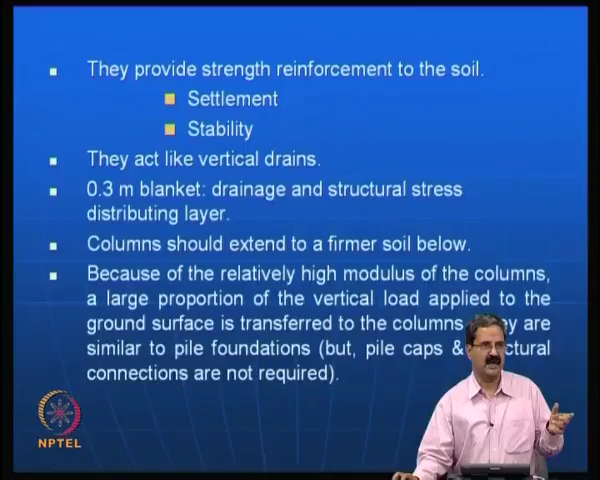 They provide strength reinforcement to the soil.
Settlement
Stability
They act like vertical drains.
0.3 m blanket: drainage and structural stress
distributing layer.
Columns should extend to a firmer soil below.
Because of the relatively high modulus of the columns,
a large proportion of the vertical load applied to the
ground surface is transferred to the columns are
similar to pile foundations (but, pile caps &
connections are not required).
NPTEL